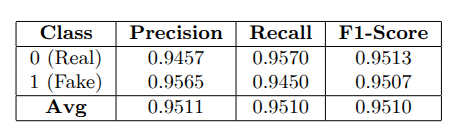 Class Precision Recall F1-Score
0 (Real) 0.9457 0.9570 0.9513
1 (Fake) 0.9565 0.9450 0.9507
Avg 0.9511 0.9510 0.9510